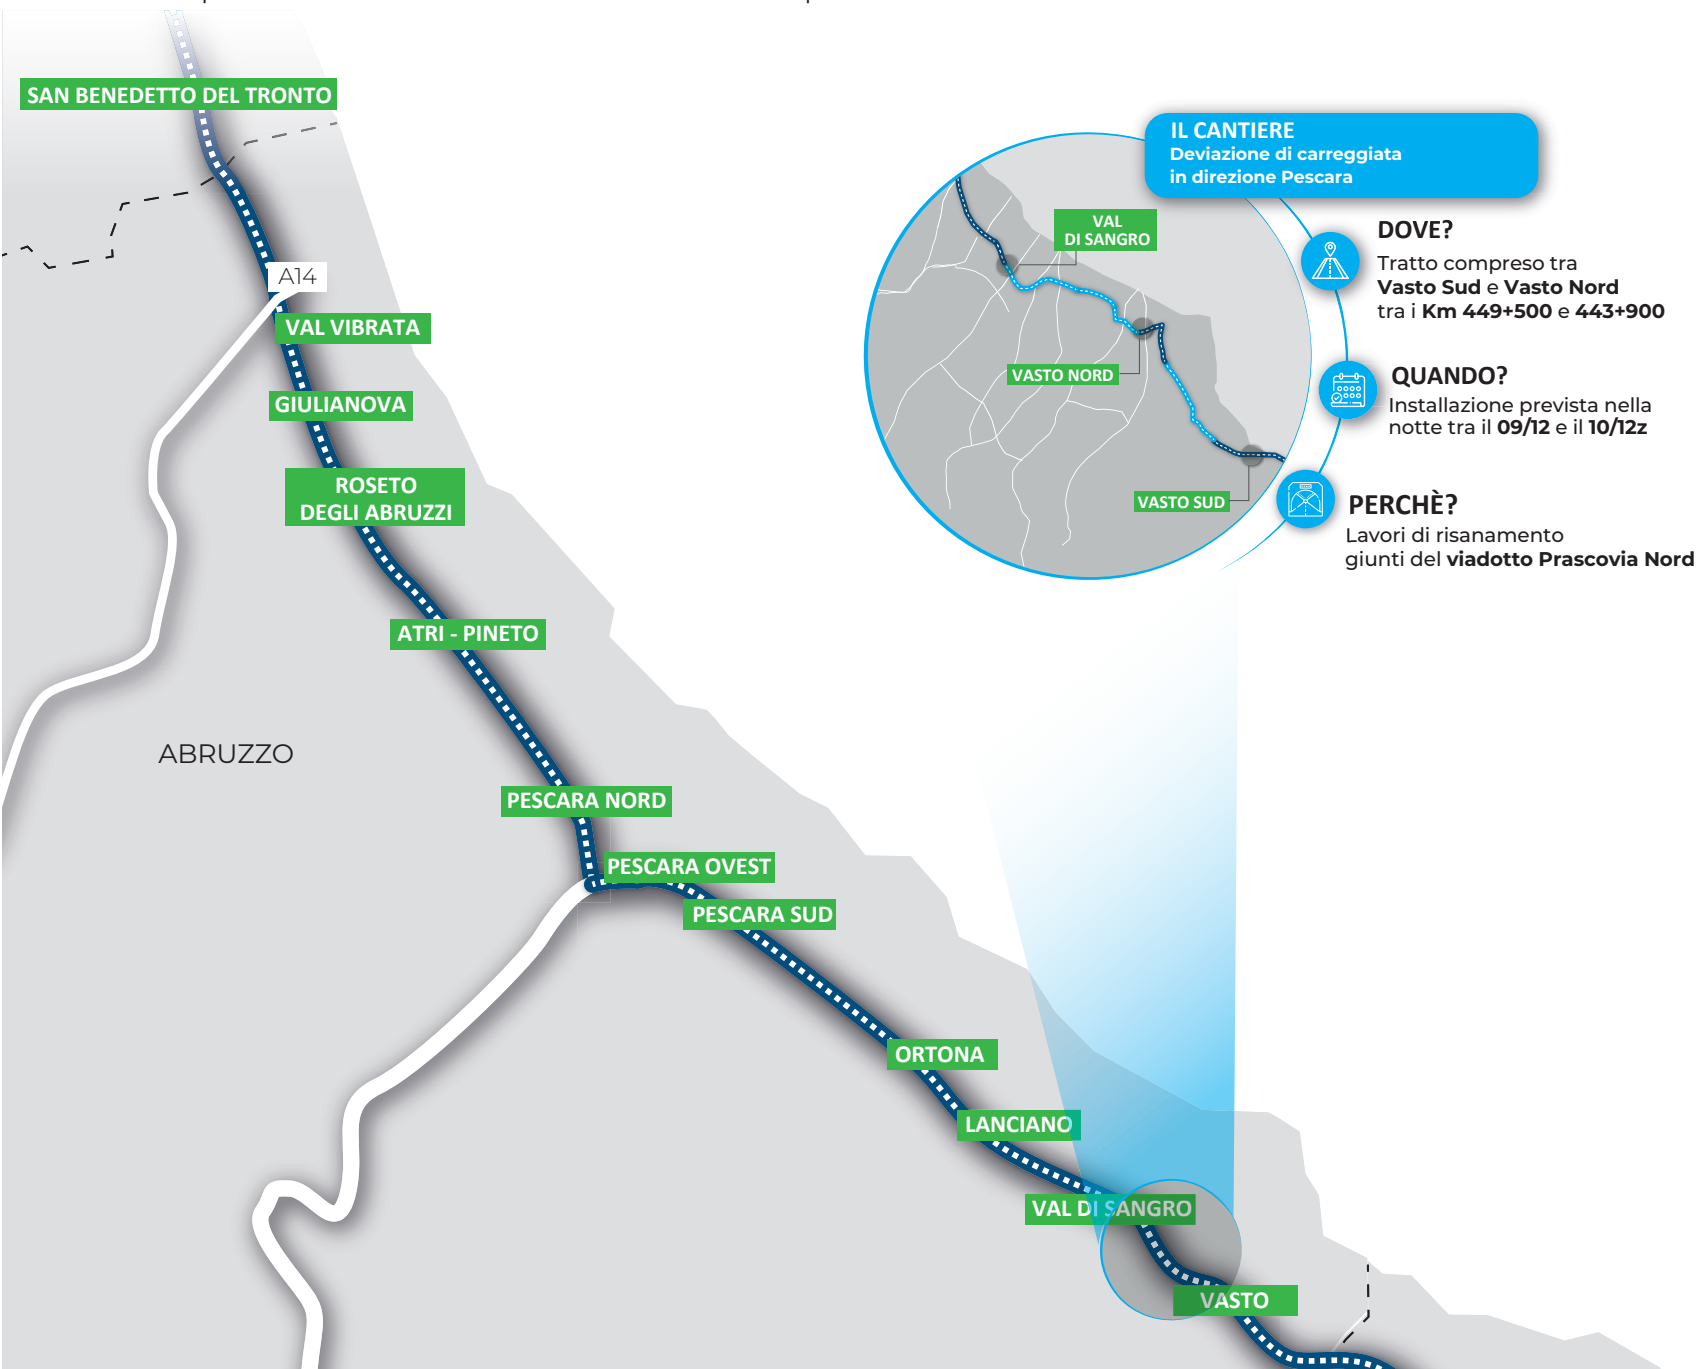 SAN BENEDETTO DEL TRONTO
A14
VAL VIBRATA
GIULIANOVA
ROSETO
DEGLI ABRUZZI
ATRI - PINETO
ABRUZZO
PESCARA NORD
PESCARA OVEST
PESCARA SUD
ORTONA
LANCIANO
VAL DI SANGRO
VASTO
IL CANTIERE
Deviazione di carreggiata
in direzione Pescara
VAL
DI SANGRO
VASTO NORD
VASTO SUD
DOVE?
Tratto compreso tra
Vasto Sud e Vasto Nord
tra i Km 449+500 e 443+900
QUANDO?
Installazione prevista nella
notte tra il 09/12 e il 10/12z
PERCHÈ?
Lavori di risanamento
giunti del viadotto Prascovia Nord